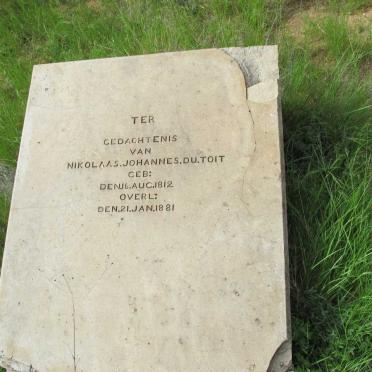 TER
GEDACHTENIS
VAN
NIKOLAAS.JOHANNES.DU.TOIT
GEB:
DEN.16.AUG.1812
OVERL:
DEN.21.JAN.1881